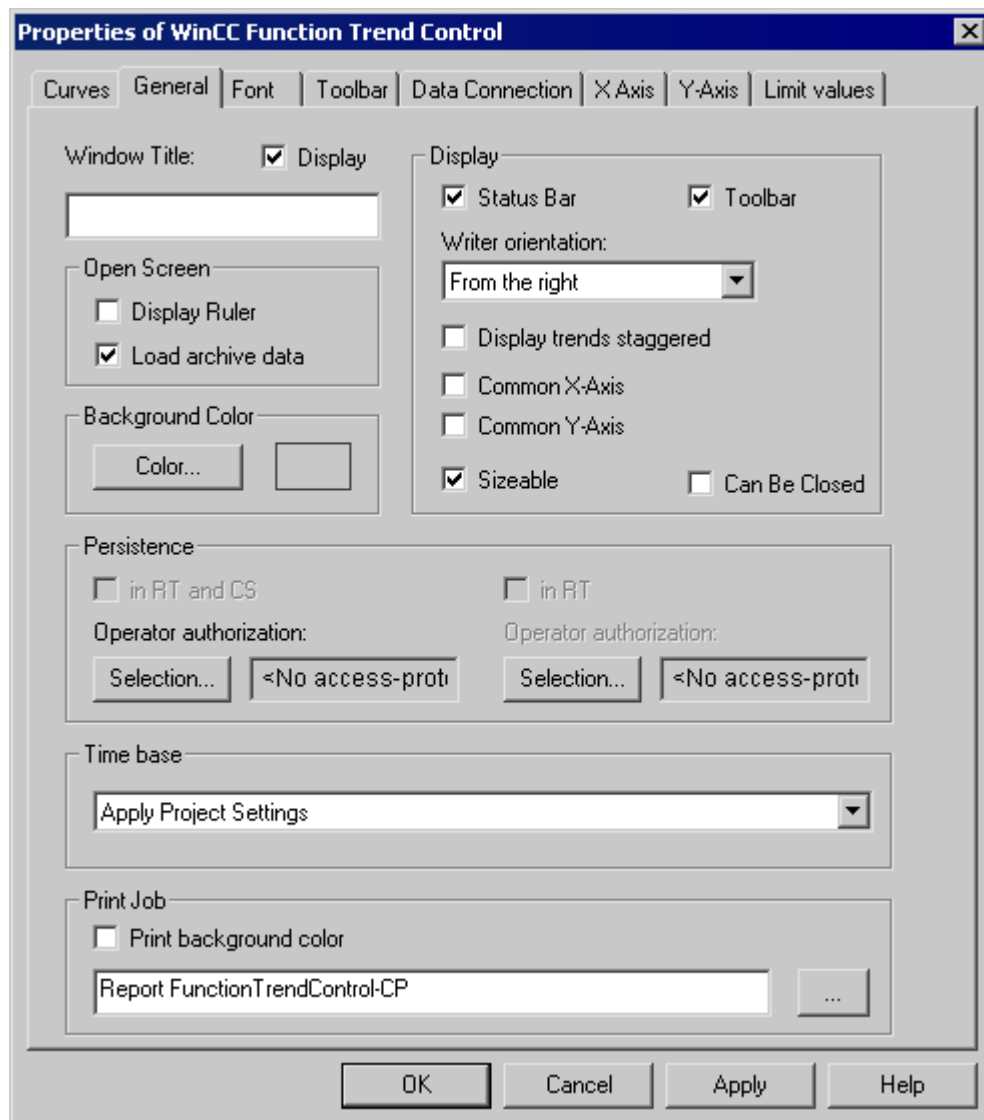 Properties of WinCC Function Trend Control
Curves General Font Toolbar Data Connection X Axis Y-Axis Limit values
Window Title: Display
Display
Status Bar Toolbar
Writer orientation:
From the right
Open Screen
Display Ruler
Load archive data
Display trends staggered
Common X-Axis
Common Y-Axis
Background Color
Color...
Sizeable Can Be Closed
Persistence
in RT and CS in RT
Operator authorization: Operator authorization:
Selection... <No access-prot Selection... <No access-prot
Time base
Apply Project Settings
Print Job
Print background color
Report FunctionTrendControl-CP
...
OK Cancel Apply Help